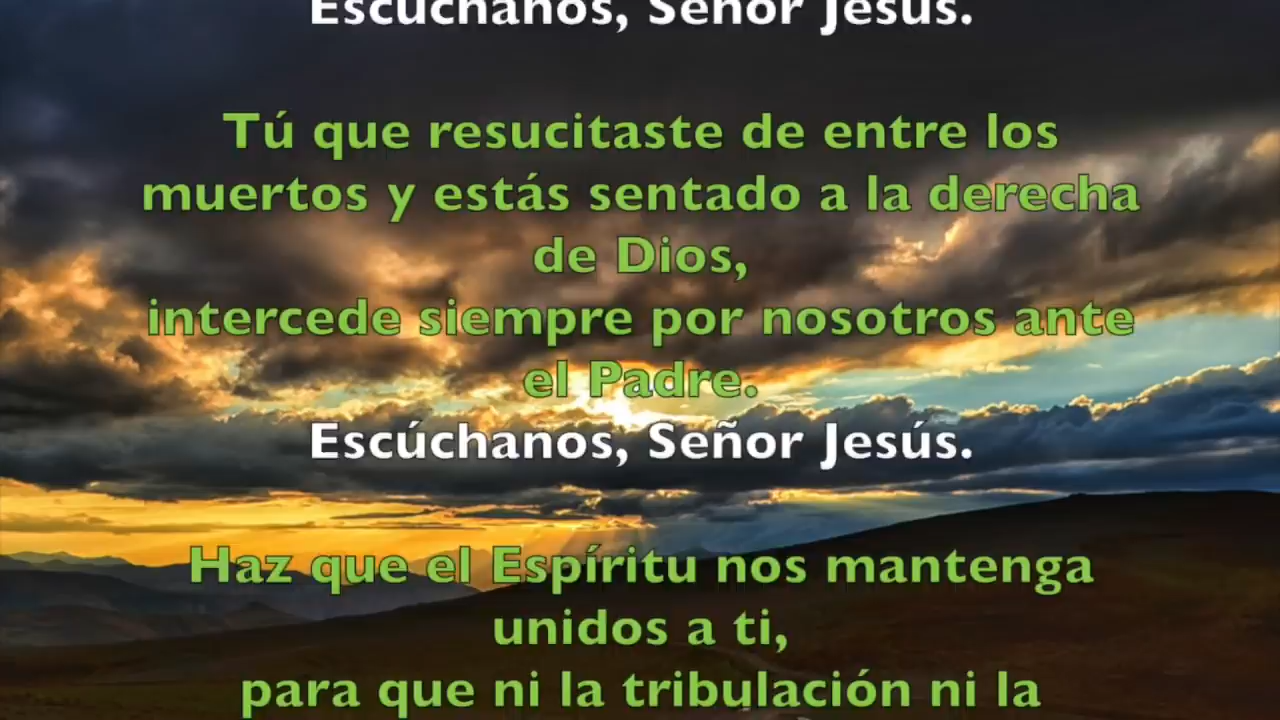 Escúchanos, Señor Jesús.
Tú que resucitaste de entre los
muertos y estás sentado a la derecha
de Dios,
intercede siempre por nosotros ante
el Padre.
Escúchanos, Señor Jesús.
Haz que el Espíritu nos mantenga
unidos a ti,
para que ni la tribulación ni la